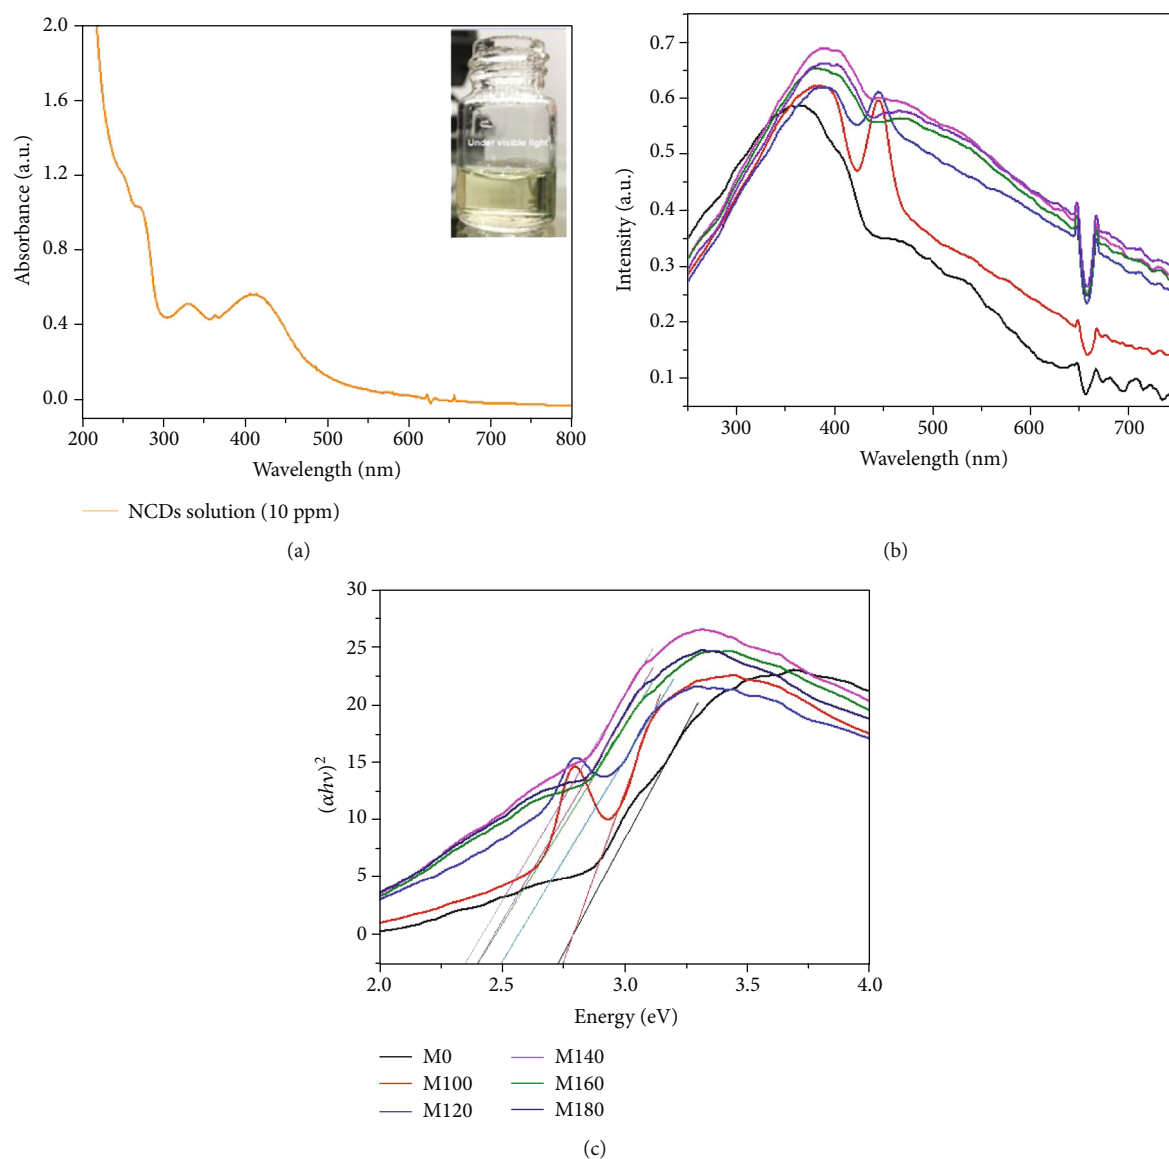 2.0
1.6
1.2
0.8
0.4
0.0
Absorbance (a.u.)
Under visible light
200 300 400 500 600 700 800
Wavelength (nm)
NCDs solution (10 ppm)
(a)
0.7
0.6
0.5
0.4
0.3
0.2
0.1
Intensity (a.u.)
300 400 500 600 700
Wavelength (nm)
(b)
30
25
20
15
10
5
0
(αhv)²
2.0 2.5 3.0 3.5 4.0
Energy (eV)
M0
M100
M120
M140
M160
M180
(c)